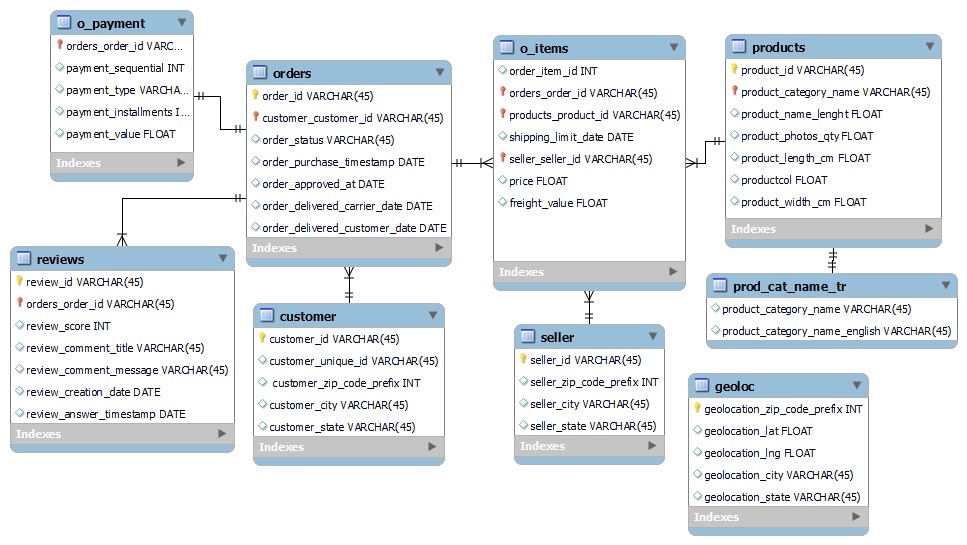 o_payment
orders_order_id VARC...
payment_sequential INT
payment_type VARCHA...
payment_installments I...
payment_value FLOAT
Indexes
orders
order_id VARCHAR(45)
customer_customer_id VARCHAR(45)
order_status VARCHAR(45)
order_purchase_timestamp DATE
order_approved_at DATE
order_delivered_carrier_date DATE
order_delivered_customer_date DATE
Indexes
o_items
order_item_id INT
orders_order_id VARCHAR(45)
products_product_id VARCHAR(45)
shipping_limit_date DATE
seller_seller_id VARCHAR(45)
price FLOAT
freight_value FLOAT
Indexes
products
product_id VARCHAR(45)
product_category_name VARCHAR(45)
product_name_lenght FLOAT
product_photos_qty FLOAT
product_length_cm FLOAT
productcol FLOAT
product_width_cm FLOAT
Indexes
reviews
review_id VARCHAR(45)
orders_order_id VARCHAR(45)
review_score INT
review_comment_title VARCHAR(45)
review_comment_message VARCHAR(45)
review_creation_date DATE
review_answer_timestamp DATE
Indexes
customer
customer_id VARCHAR(45)
customer_unique_id VARCHAR(45)
customer_zip_code_prefix INT
customer_city VARCHAR(45)
customer_state VARCHAR(45)
Indexes
seller
seller_id VARCHAR(45)
seller_zip_code_prefix INT
seller_city VARCHAR(45)
seller_state VARCHAR(45)
Indexes
prod_cat_name_tr
product_category_name VARCHAR(45)
product_category_name_english VARCHAR(45)
geoloc
geolocation_zip_code_prefix INT
geolocation_lat FLOAT
geolocation_lng FLOAT
geolocation_city VARCHAR(45)
geolocation_state VARCHAR(45)
Indexes